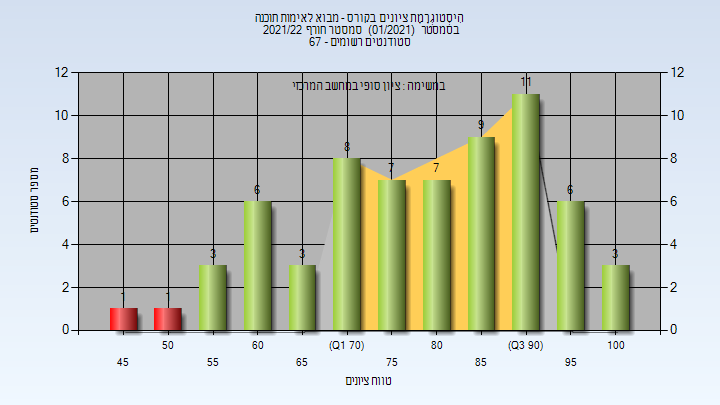 היסטוגרמת ציונים בקורס - מבוא לאימות תוכנה
בסמסטר (01/2021) סמסטר חורף 2021/22
סטודנטים רשומים - 67
במשימה : ציון סופי במחשב המרכזי
12 12
10 10
8 8
6 6
4 4
2 2
0 0
מספר סטודנטים
1 1 3 6 3 8 7 7 9 11 6 3
50 60 (Q1 70) 80 (Q3 90) 100
45 55 65 75 85 95
טווח ציונים